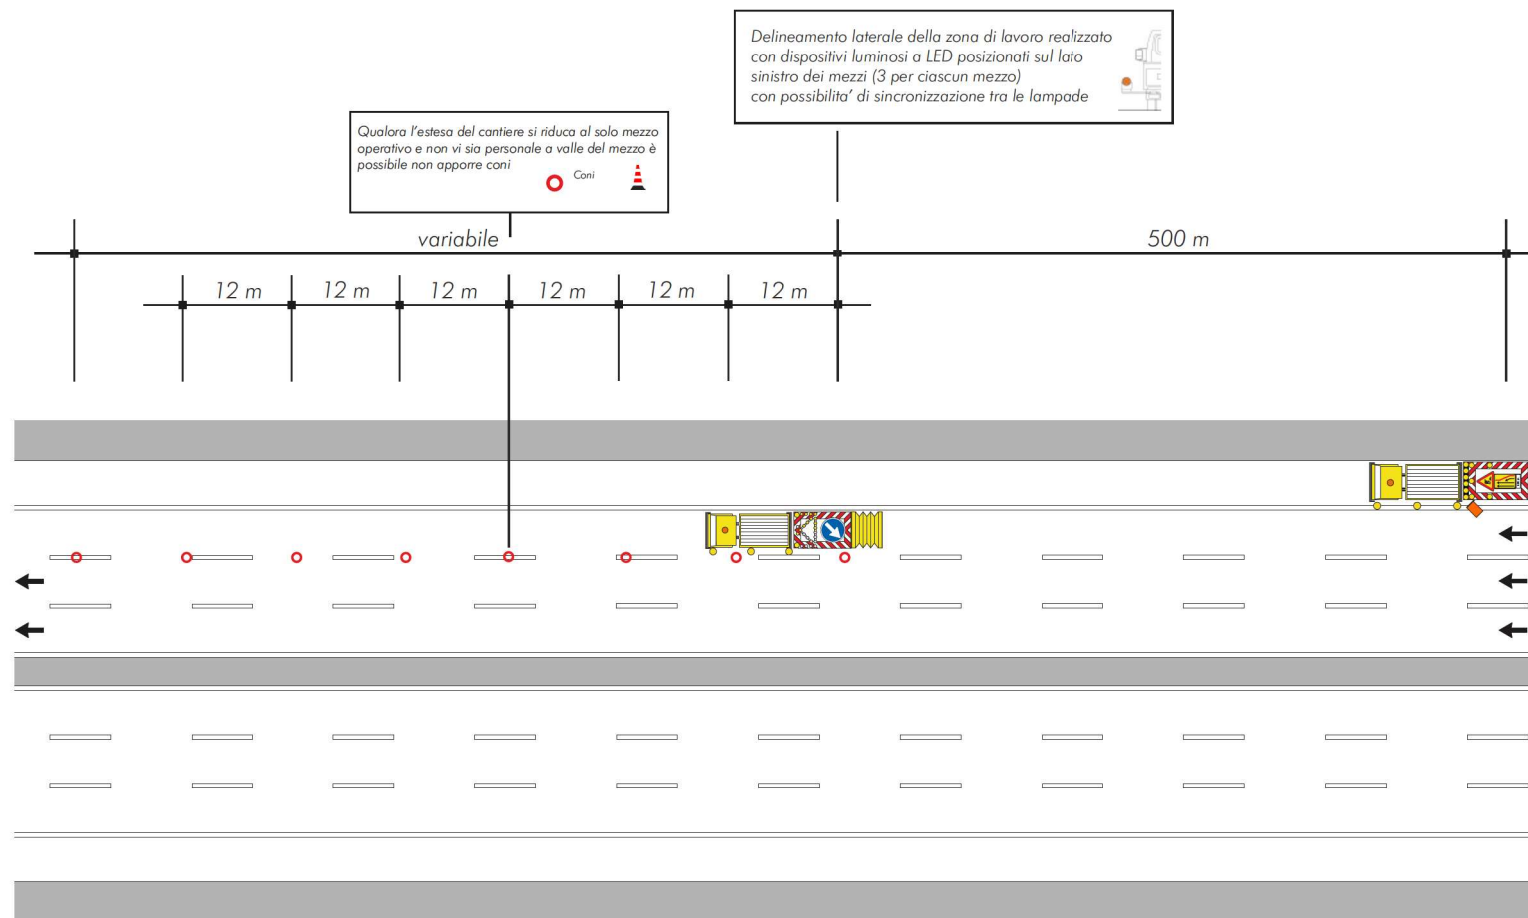 Delineamento laterale della zona di lavoro realizzato
con dispositivi luminosi a LED posizionati sul lato
sinistro dei mezzi (3 per ciascun mezzo)
con possibilita' di sincronizzazione tra le lampade
Qualora l'estesa del cantiere si riduca al solo mezzo
operativo e non vi sia personale a valle del mezzo è
possibile non apporre coni
Coni
variabile
500 m
12 m
12 m
12 m
12 m
12 m
12 m